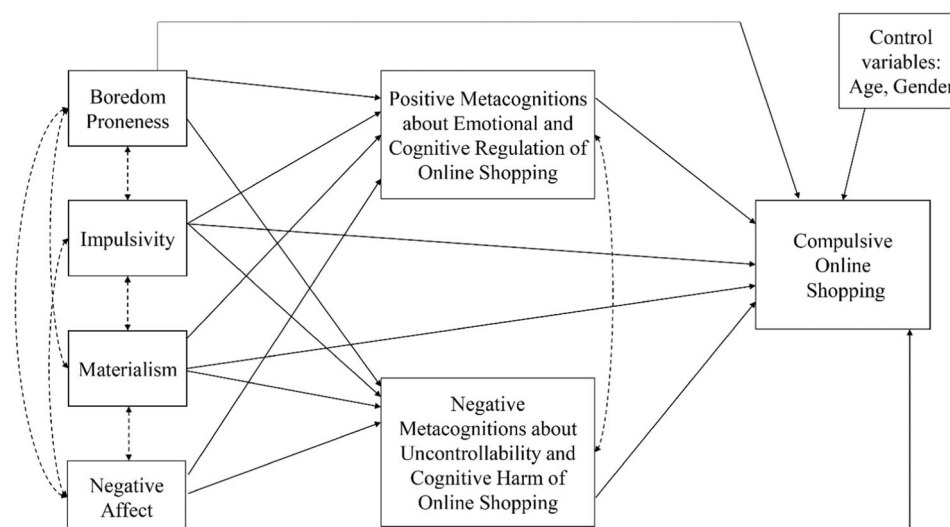 Boredom
Proneness
Impulsivity
Materialism
Negative
Affect
Positive Metacognitions
about Emotional and
Cognitive Regulation of
Online Shopping
Negative
Metacognitions about
Uncontrollability and
Cognitive Harm of
Online Shopping
Control
variables:
Age, Gender
Compulsive
Online
Shopping